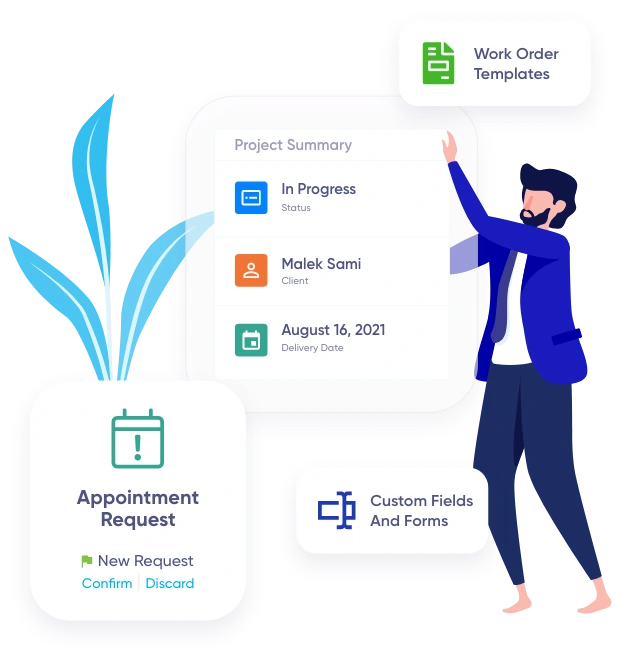 Work Order
Templates
Project Summary
In Progress
Status
Malek Sami
Client
August 16, 2021
Delivery Date
Appointment
Request
New Request
Confirm Discard
Custom Fields
And Forms